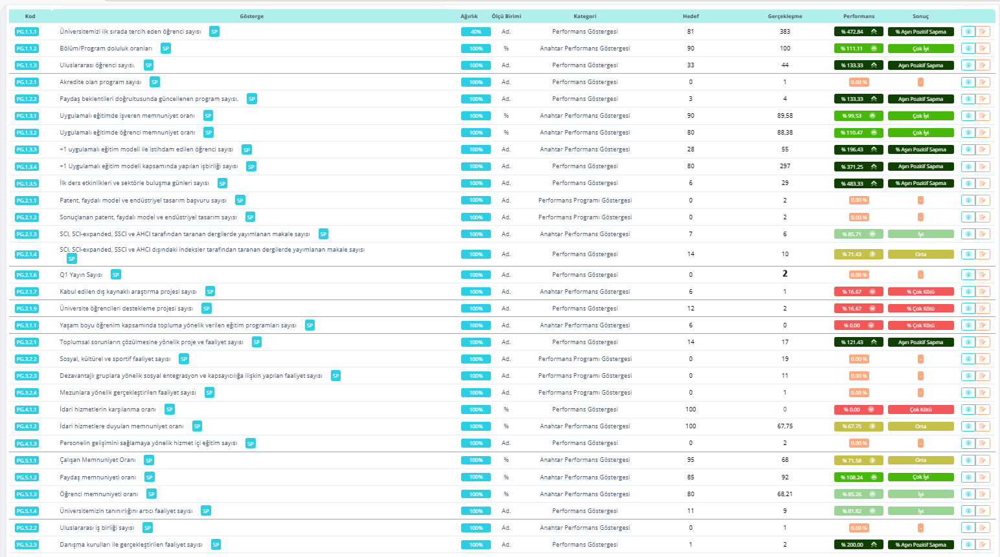 Kod Gösterge Ağırlık Ölçü Birimi Kategori Hedef Gerçekleşme Performans Sonuç
PG.1.1.1 Üniversitemizi ilk sırada tercih eden öğrenci sayısı SP 40% Ad. Performans Göstergesi 81 383 % 472.84 % Aşırı Pozitif Sapma
PG.1.1.2 Bölüm/Program doluluk oranları SP 100% % Anahtar Performans Göstergesi 90 100 % 111.11 Çok İyi
PG.1.1.3 Uluslararası öğrenci sayısı. SP 100% Ad. Performans Göstergesi 33 44 % 133.33 Aşırı Pozitif Sapma
PG.1.2.1 Akredite olan program sayısı SP 100% Ad. Performans Göstergesi 0 1 0.00 % -
PG.1.2.2 Paydaş beklentileri doğrultusunda güncellenen program sayısı. SP 100% Ad. Performans Göstergesi 3 4 % 133.33 Aşırı Pozitif Sapma
PG.1.3.1 Uygulamalı eğitimde işveren memnuniyet oranı SP 100% % Anahtar Performans Göstergesi 90 89,58 % 99.53 Çok İyi
PG.1.3.2 Uygulamalı eğitimde öğrenci memnuniyet oranı SP 100% % Anahtar Performans Göstergesi 80 88,38 % 110.47 Çok İyi
PG.1.3.3 +1 uygulamalı eğitim modeli ile istihdam edilen öğrenci sayısı SP 100% Ad. Anahtar Performans Göstergesi 28 55 % 196.43 % Aşırı Pozitif Sapma
PG.1.3.4 +1 Uygulamalı eğitim modeli kapsamında yapılan işbirliği sayısı SP 100% Ad. Performans Göstergesi 80 297 % 371.25 Aşırı Pozitif Sapma
PG.1.3.5 İlk ders etkinlikleri ve sektörle buluşma günleri sayısı SP 100% Ad. Performans Göstergesi 6 29 % 483.33 % Aşırı Pozitif Sapma
PG.2.1.1 Patent, faydalı model ve endüstriyel tasarım başvuru sayısı SP 100% Ad. Performans Programı Göstergesi 0 2 0.00 % -
PG.2.1.2 Sonuçlanan patent, faydalı model ve endüstriyel tasarım sayısı SP 100% Ad. Performans Programı Göstergesi 0 2 0.00 % -
PG.2.1.3 SCI, SCI-expanded, SSCI ve AHCI tarafından taranan dergilerde yayımlanan makale sayısı SP 100% Ad. Anahtar Performans Göstergesi 7 6 % 85.71 İyi
SCI, SCI-expanded, SSCI ve AHCI dışındaki indeksler tarafından taranan dergilerde yayımlanan makale sayısı
PG.2.1.4 SP 100% Ad. Performans Göstergesi 14 10 % 71.43 Orta
PG.2.1.6 Q1 Yayın Sayısı SP 100% Ad. Performans Göstergesi 0 2 0.00 % -
PG.2.1.7 Kabul edilen dış kaynaklı araştırma projesi sayısı SP 100% Ad. Anahtar Performans Göstergesi 6 1 % 16.67 % Çok Kötü
PG.2.1.9 Üniversite öğrencileri destekleme projesi sayısı SP 100% Ad. Performans Göstergesi 12 2 % 16.67 % Çok Kötü
PG.3.1.1 Yaşam boyu öğrenim kapsamında topluma yönelik verilen eğitim programları sayısı SP 100% Ad. Anahtar Performans Göstergesi 6 0 % 0.00 % Çok Kötü
PG.3.2.1 Toplumsal sorunların çözülmesine yönelik proje ve faaliyet sayısı SP 100% Ad. Performans Göstergesi 14 17 % 121.43 Aşırı Pozitif Sapma
PG.3.2.2 Sosyal, kültürel ve sportif faaliyet sayısı SP 100% Ad. Performans Programı Göstergesi 0 19 0.00 % -
PG.3.2.3 Dezavantajlı gruplara yönelik sosyal entegrasyon ve kapsayıcılığa ilişkin yapılan faaliyet sayısı SP 100% Ad. Performans Programı Göstergesi 0 11 0.00 % -
PG.3.2.4 Mezunlara yönelik gerçekleştirilen faaliyet sayısı SP 100% Ad. Performans Programı Göstergesi 0 1 0.00 % -
PG.4.1.1 İdari hizmetlerin karşılanma oranı SP 100% % Performans Göstergesi 100 0 % 0.00 Çok Kötü
PG.4.1.2 İdari hizmetlere duyulan memnuniyet oranı SP 100% % Anahtar Performans Göstergesi 100 67,75 % 67.75 Orta
PG.4.1.3 Personelin gelişimini sağlamaya yönelik hizmet içi eğitim sayısı SP 100% Ad. Performans Göstergesi 0 2 0.00 % -
PG.5.1.1 Çalışan Memnuniyet Oranı SP 100% % Anahtar Performans Göstergesi 95 68 % 71.58 Orta
PG.5.1.2 Paydaş memnuniyeti oranı SP 100% % Anahtar Performans Göstergesi 85 92 % 108.24 Çok İyi
PG.5.1.3 Öğrenci memnuniyeti oranı SP 100% % Anahtar Performans Göstergesi 80 68,21 % 85.26 İyi
PG.5.1.4 Üniversitemizin tanınırlığını artıcı faaliyet sayısı SP 100% Ad. Performans Göstergesi 11 9 % 81.82 İyi
PG.5.2.2 Uluslararası iş birliği sayısı SP 100% Ad. Performans Göstergesi 0 1 0.00 % -
PG.5.2.3 Danışma kurulları ile gerçekleştirilen faaliyet sayısı SP 100% Ad. Performans Göstergesi 1 2 % 200.00 % Aşırı Pozitif Sapma